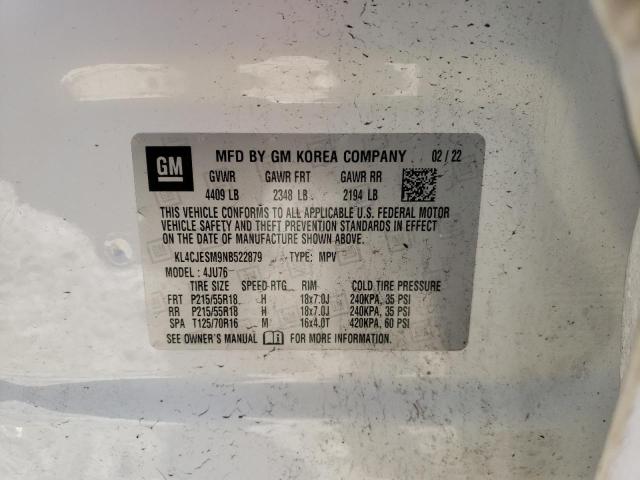 GM MFD BY GM KOREA COMPANY 02/22
GVWR GAWR FRT GAWR RR
4409 LB 2348 LB 2194 LB
THIS VEHICLE CONFORMS TO ALL APPLICABLE U.S. FEDERAL MOTOR
VEHICLE SAFETY AND THEFT PREVENTION STANDARDS IN EFFECT
ON THE DATE OF MANUFACTURE SHOWN ABOVE.
KL4CJESM9NB522879 TYPE: MPV
MODEL: 4JU76
TIRE SIZE SPEED RTG RIM COLD TIRE PRESSURE
FRT P215/55R18 H 18x7.0J 240KPA, 35 PSI
RR P215/55R18 H 18x7.0J 240KPA, 35 PSI
SPA T125/70R16 M 16x4.0T 420KPA, 60 PSI
SEE OWNER'S MANUAL FOR MORE INFORMATION.